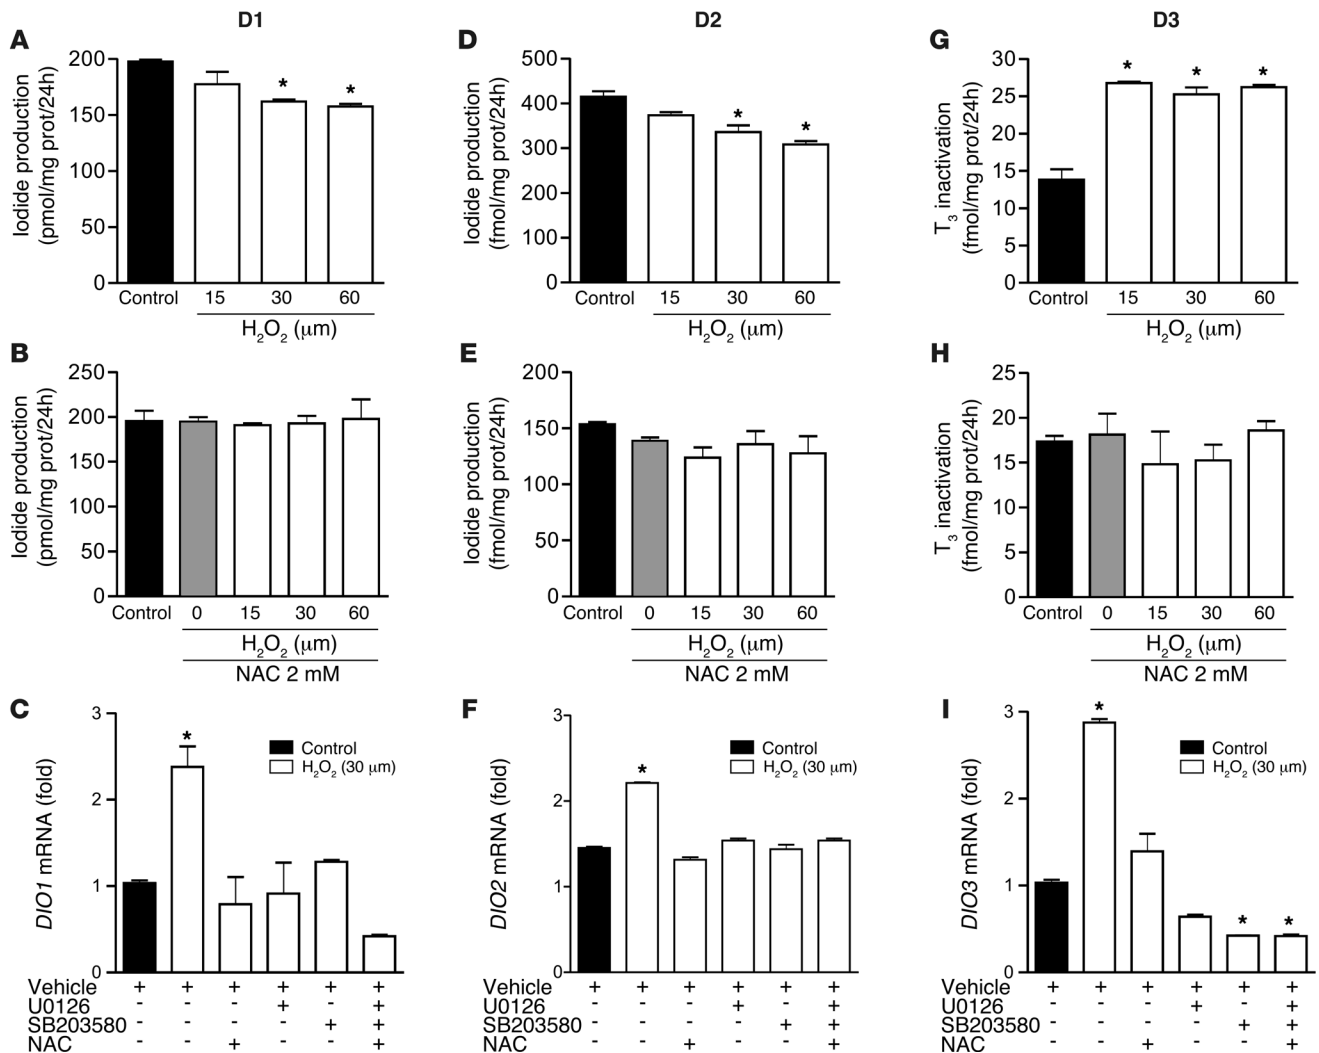 D1
D2
D3
A
Iodide production
(pmol/mg prot/24h)
200
150
100
50
0
*
*
Control
15
30
60
H₂O₂ (μm)
D
Iodide production
(fmol/mg prot/24h)
500
400
300
200
100
0
*
*
Control
15
30
60
H₂O₂ (μm)
G
T₃ inactivation
(fmol/mg prot/24h)
30
25
20
15
10
5
0
*
*
*
Control
15
30
60
H₂O₂ (μm)
B
Iodide production
(pmol/mg prot/24h)
250
200
150
100
50
0
Control
0
15
30
60
H₂O₂ (μm)
NAC 2 mM
E
Iodide production
(fmol/mg prot/24h)
200
150
100
50
0
Control
0
15
30
60
H₂O₂ (μm)
NAC 2 mM
H
T₃ inactivation
(fmol/mg prot/24h)
25
20
15
10
5
0
Control
0
15
30
60
H₂O₂ (μm)
NAC 2 mM
C
DIO1 mRNA (fold)
3
2
1
0
*
Control
H₂O₂ (30 μm)
Vehicle + + + + + +
U0126 - - - + - +
SB203580 - - - - + +
NAC - - + - - +
F
DIO2 mRNA (fold)
3
2
1
0
*
Control
H₂O₂ (30 μm)
Vehicle + + + + + +
U0126 - - - + - +
SB203580 - - - - + +
NAC - - + - - +
I
DIO3 mRNA (fold)
3
2
1
0
*
*
*
Control
H₂O₂ (30 μm)
Vehicle + + + + + +
U0126 - - - + - +
SB203580 - - - - + +
NAC - - + - - +